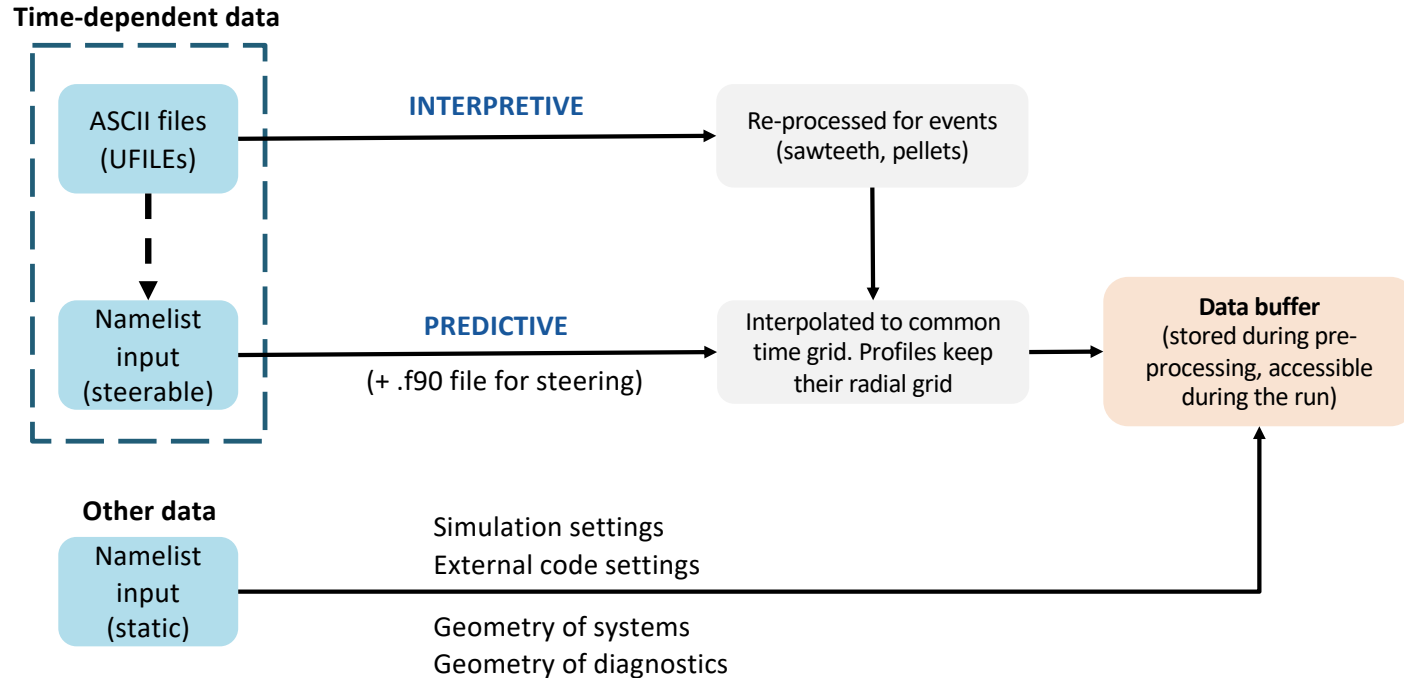 Time-dependent data
ASCII files
(UFILEs)
INTERPRETIVE
Re-processed for events
(sawteeth, pellets)
Namelist
input
(steerable)
PREDICTIVE
(+ .f90 file for steering)
Interpolated to common
time grid. Profiles keep
their radial grid
Data buffer
(stored during pre-
processing, accessible
during the run)
Other data
Namelist
input
(static)
Simulation settings
External code settings
Geometry of systems
Geometry of diagnostics